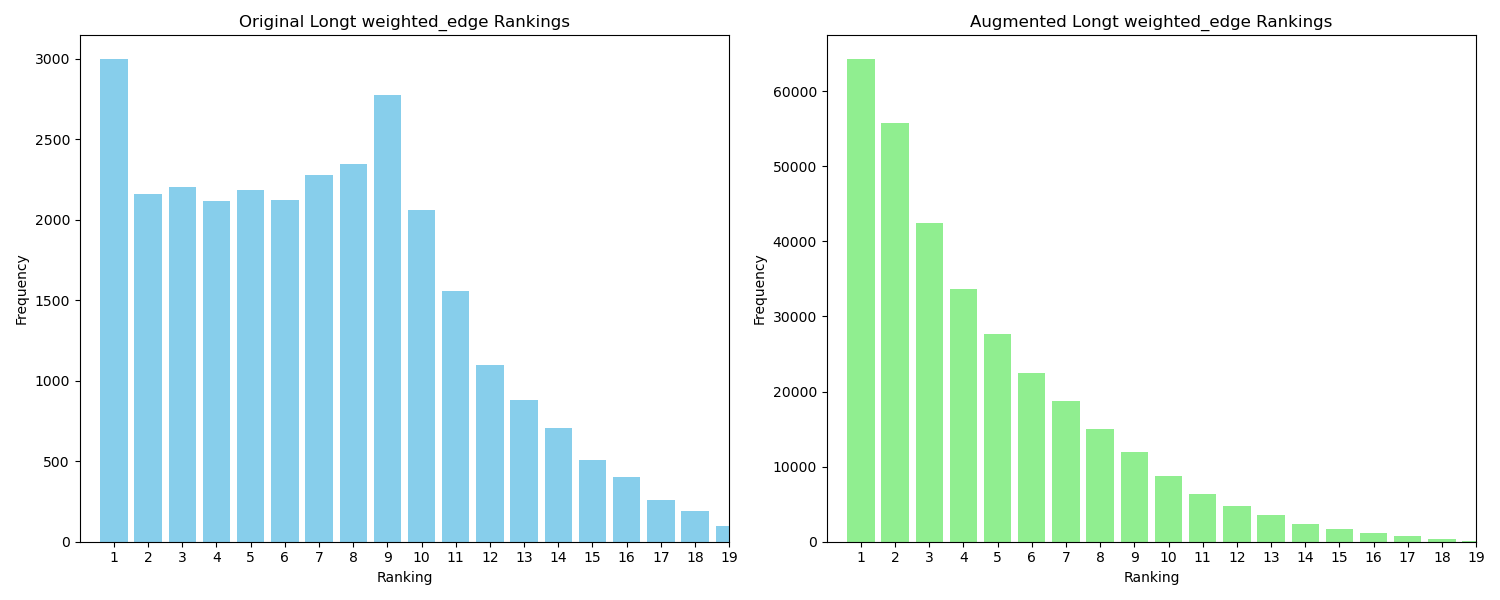 Original Longt weighted_edge Rankings
3000
2500
2000
1500
1000
500
0
Frequency
1 2 3 4 5 6 7 8 9 10 11 12 13 14 15 16 17 18 19
Ranking
Augmented Longt weighted_edge Rankings
60000
50000
40000
30000
20000
10000
0
Frequency
1 2 3 4 5 6 7 8 9 10 11 12 13 14 15 16 17 18 19
Ranking